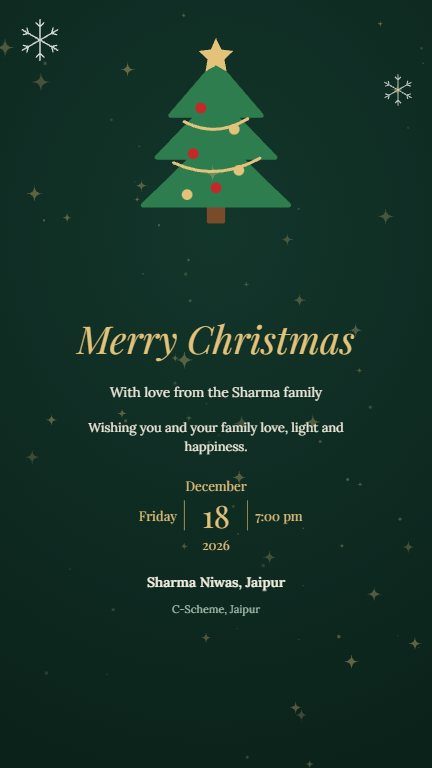 Merry Christmas
With love from the Sharma family
Wishing you and your family love, light and
happiness.
December
Friday 18 7:00 pm
2026
Sharma Niwas, Jaipur
C-Scheme, Jaipur